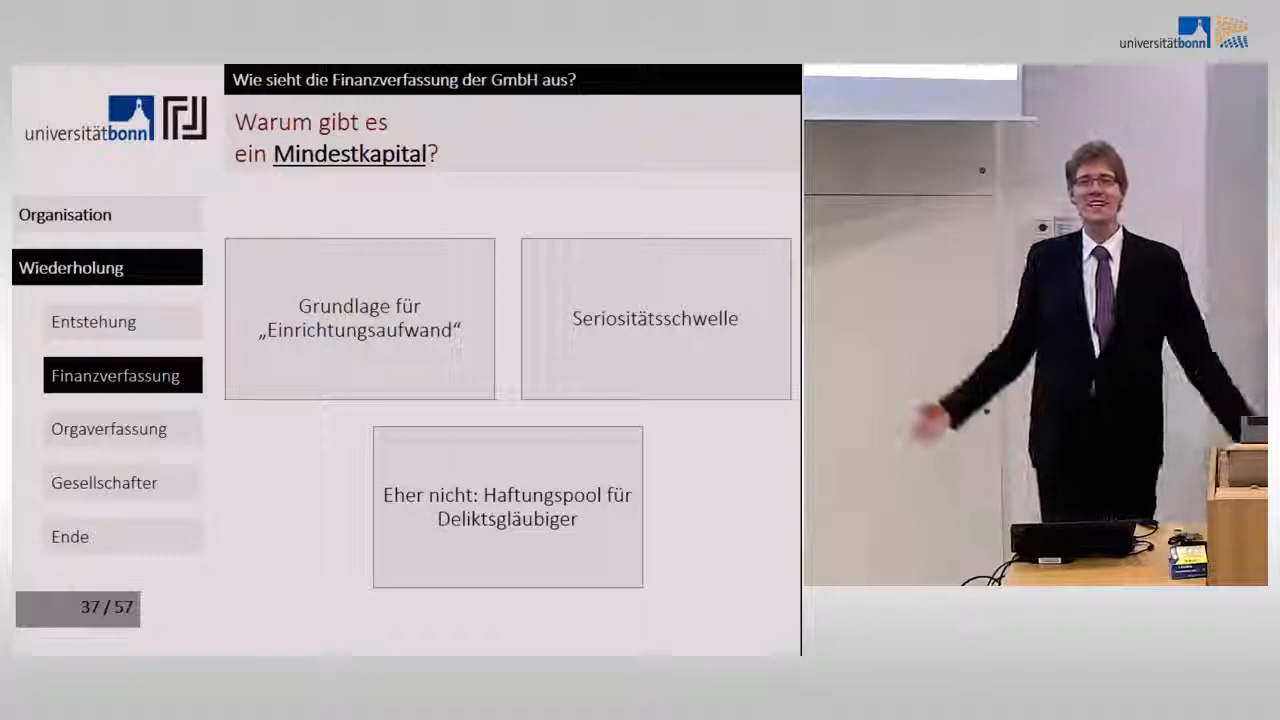 universitätbonn
Wie sieht die Finanzverfassung der GmbH aus?
universitätbonn
Warum gibt es
ein Mindestkapital?
Organisation
Wiederholung
Entstehung
Finanzverfassung
Orgaverfassung
Gesellschafter
Ende
37 / 57
Grundlage für
„Einrichtungsaufwand“
Seriositätsschwelle
Eher nicht: Haftungspool für
Deliktsgläubiger